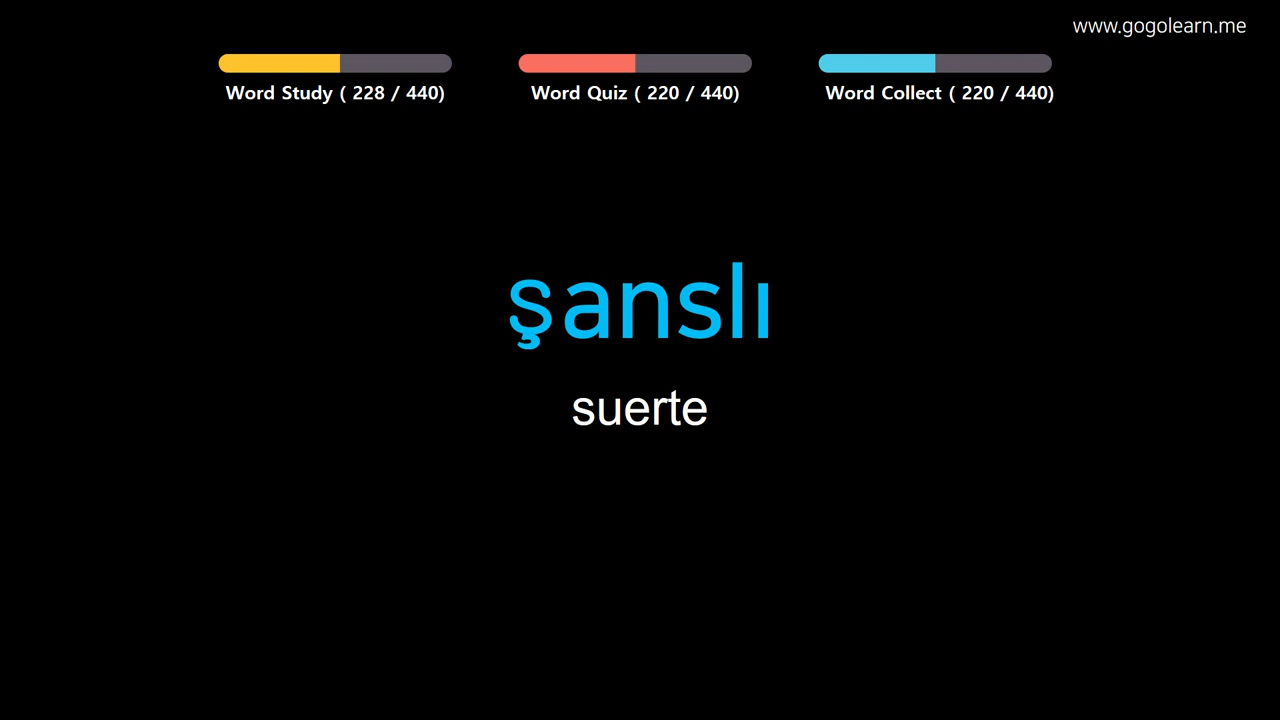 www.gogolearn.me
Word Study ( 228 / 440)
Word Quiz ( 220 / 440)
Word Collect ( 220 / 440)
şanslı
suerte